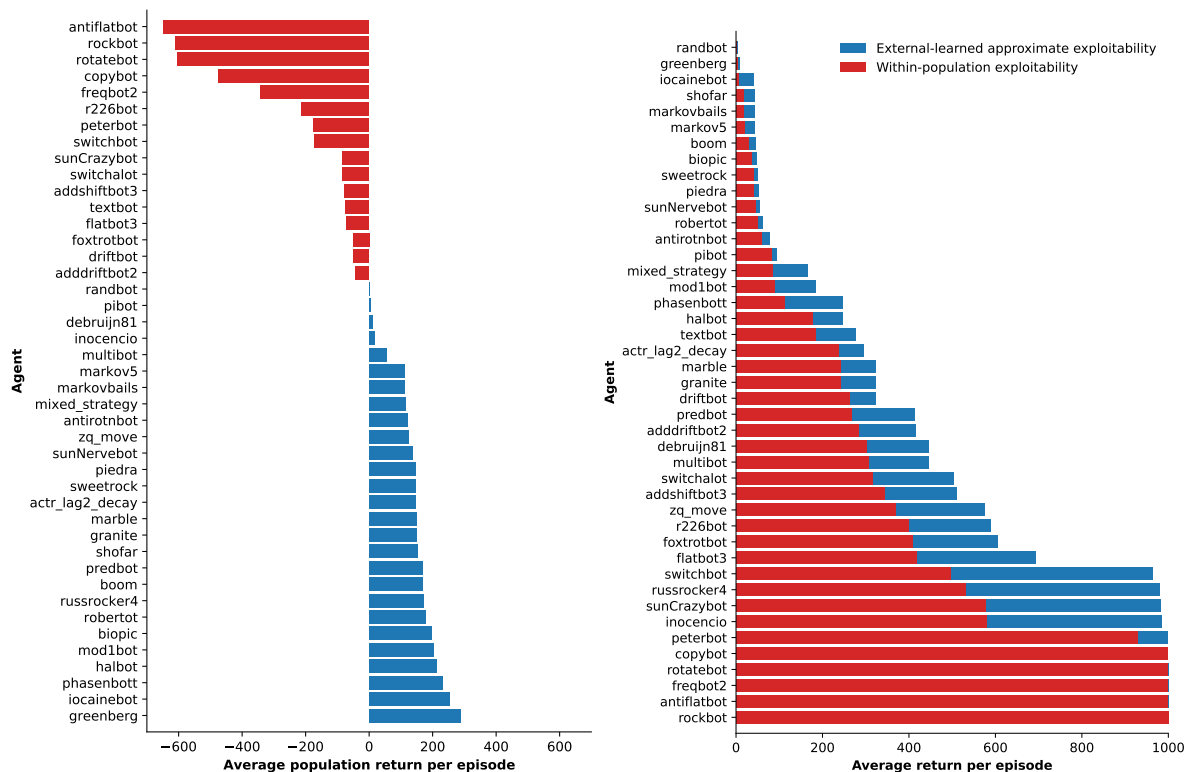 antiflatbot
rockbot
rotatebot
copybot
freqbot2
r226bot
peterbot
switchbot
sunCrazybot
switchalot
addshiftbot3
textbot
flatbot3
foxtrotbot
driftbot
adddriftbot2
randbot
pibot
debruijn81
inocencio
multibot
markov5
markovbails
mixed_strategy
antirotnbot
zq_move
sunNervebot
piedra
sweetrock
actr_lag2_decay
marble
granite
shofar
predbot
boom
russrocker4
robertot
biopic
mod1bot
halbot
phasenbott
iocainebot
greenberg
Agent
−600 −400 −200 0 200 400 600
Average population return per episode
External-learned approximate exploitability
Within-population exploitability
randbot
greenberg
iocainebot
shofar
markovbails
markov5
boom
biopic
sweetrock
piedra
sunNervebot
robertot
antirotnbot
pibot
mixed_strategy
mod1bot
phasenbott
halbot
textbot
actr_lag2_decay
marble
granite
driftbot
predbot
adddriftbot2
debruijn81
multibot
switchalot
addshiftbot3
zq_move
r226bot
foxtrotbot
flatbot3
switchbot
russrocker4
sunCrazybot
inocencio
peterbot
copybot
rotatebot
freqbot2
antiflatbot
rockbot
Agent
0 200 400 600 800 1000
Average return per episode